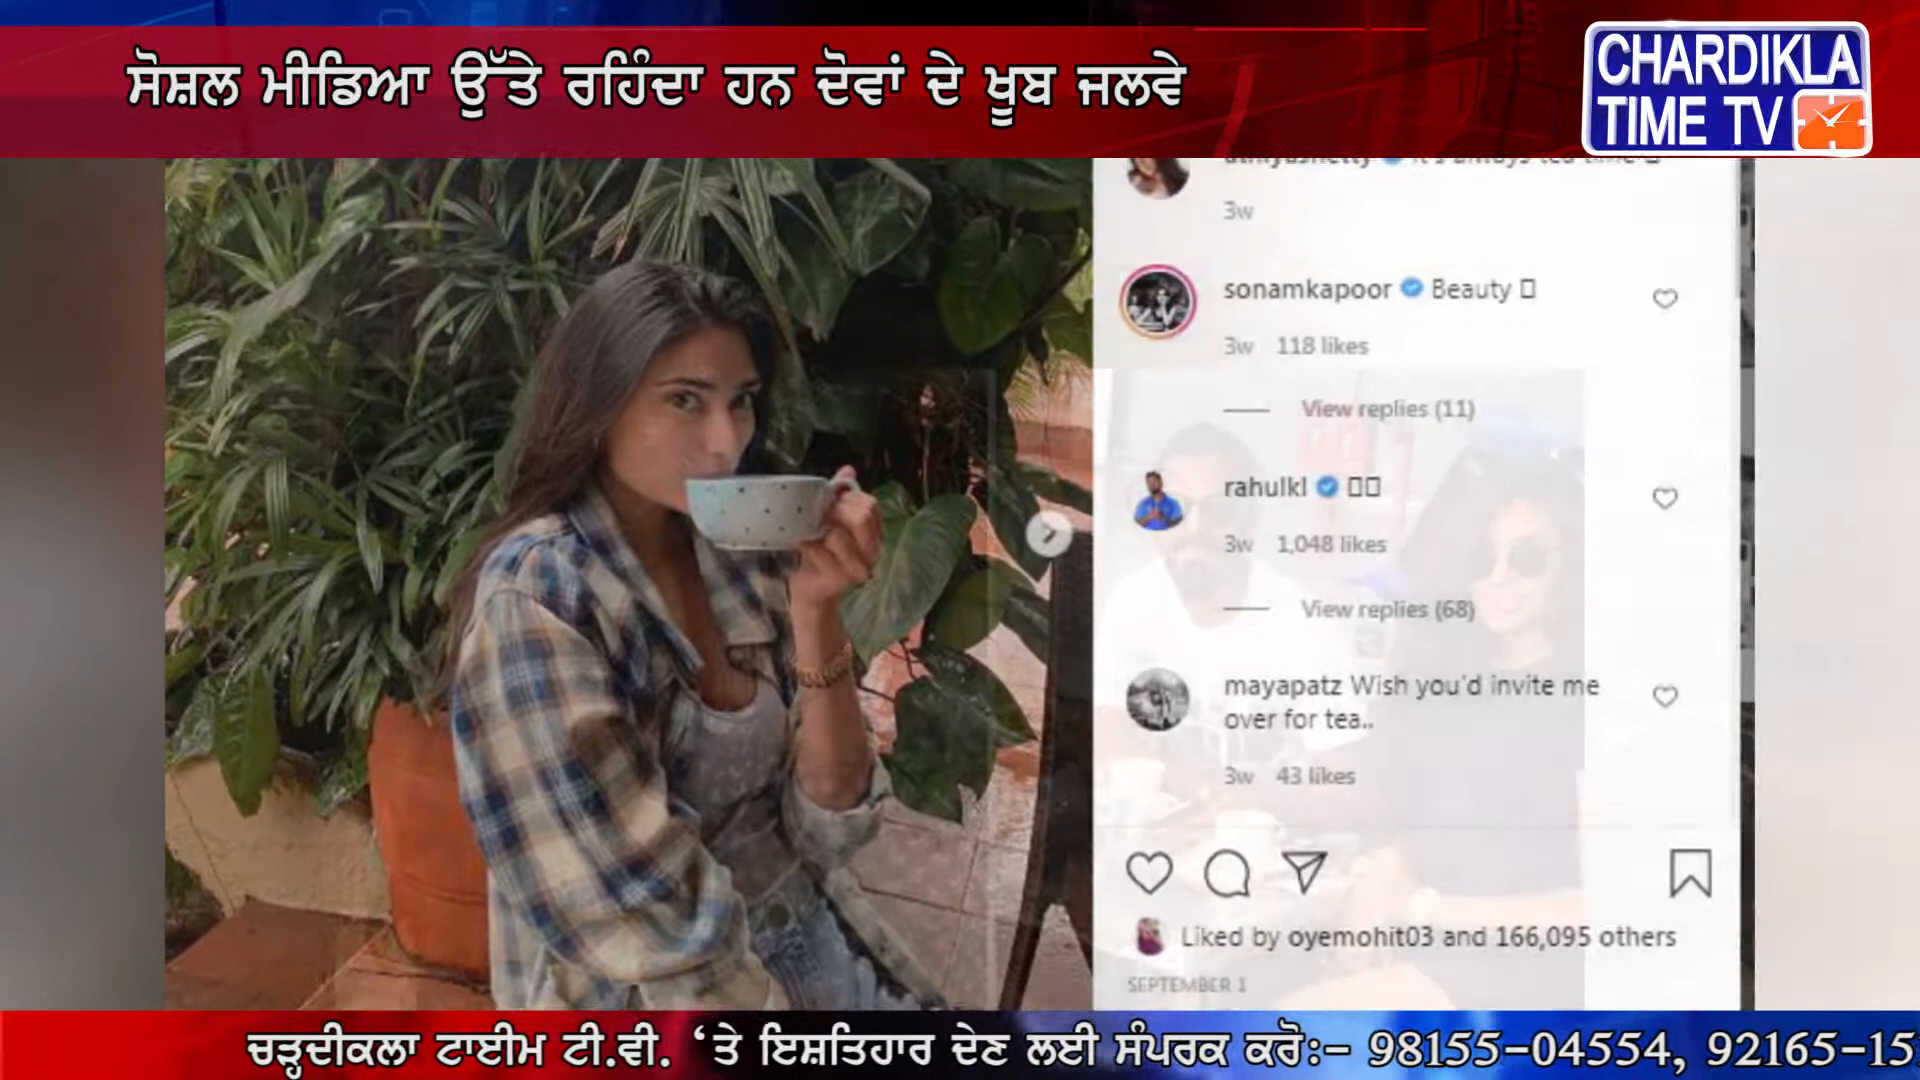 ਸੋਸ਼ਲ ਮੀਡਿਆ ਉੱਤੇ ਰਹਿੰਦਾ ਹਨ ਦੋਵਾਂ ਦੇ ਖੂਬ ਜਲਵੇ
CHARDIKLA
TIME TV
3w
sonamkapoor Beauty
3w 118 likes
View replies (11)
rahulkl
3w 1,048 likes
View replies (68)
mayapatz Wish you'd invite me
over for tea..
3w 43 likes
Liked by oyemohit03 and 166,095 others
SEPTEMBER 1
ਚੜ੍ਹਦੀਕਲਾ ਟਾਈਮ ਟੀ.ਵੀ. ‘ਤੇ ਇਸ਼ਤਿਹਾਰ ਦੇਣ ਲਈ ਸੰਪਰਕ ਕਰੋ:- 98155-04554, 92165-15